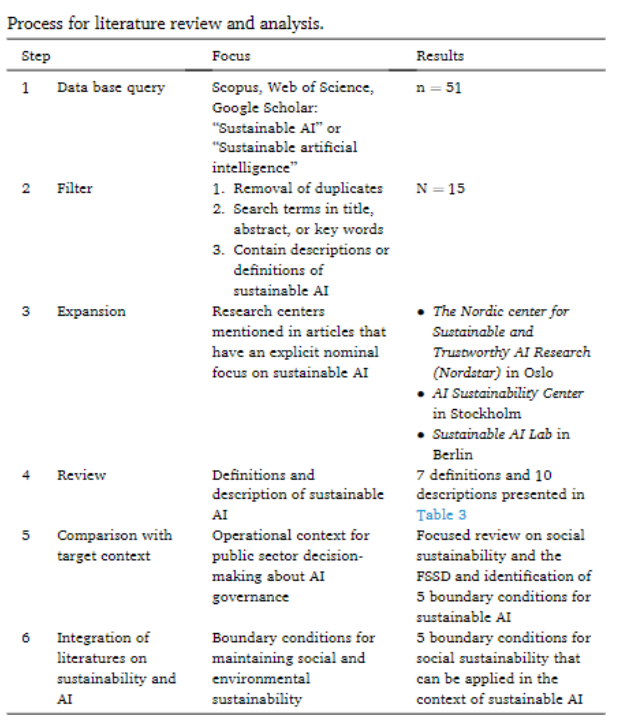 Process for literature review and analysis.
Step Focus Results
1 Data base query Scopus, Web of Science, n = 51
Google Scholar:
“Sustainable AI” or
“Sustainable artificial
intelligence”
2 Filter 1. Removal of duplicates N = 15
2. Search terms in title,
abstract, or key words
3. Contain descriptions or
definitions of
sustainable AI
3 Expansion Research centers • The Nordic center for
mentioned in articles that Sustainable and
have an explicit nominal Trustworthy AI Research
focus on sustainable AI (Nordstar) in Oslo
• AI Sustainability Center
in Stockholm
• Sustainable AI Lab in
Berlin
4 Review Definitions and 7 definitions and 10
description of sustainable descriptions presented in
AI Table 3
5 Comparison with Operational context for Focused review on social
target context public sector decision- sustainability and the
making about AI FSSD and identification of
governance 5 boundary conditions for
sustainable AI
6 Integration of Boundary conditions for 5 boundary conditions for
literatures on maintaining social and social sustainability that
sustainability and environmental can be applied in the
AI sustainability context of sustainable AI